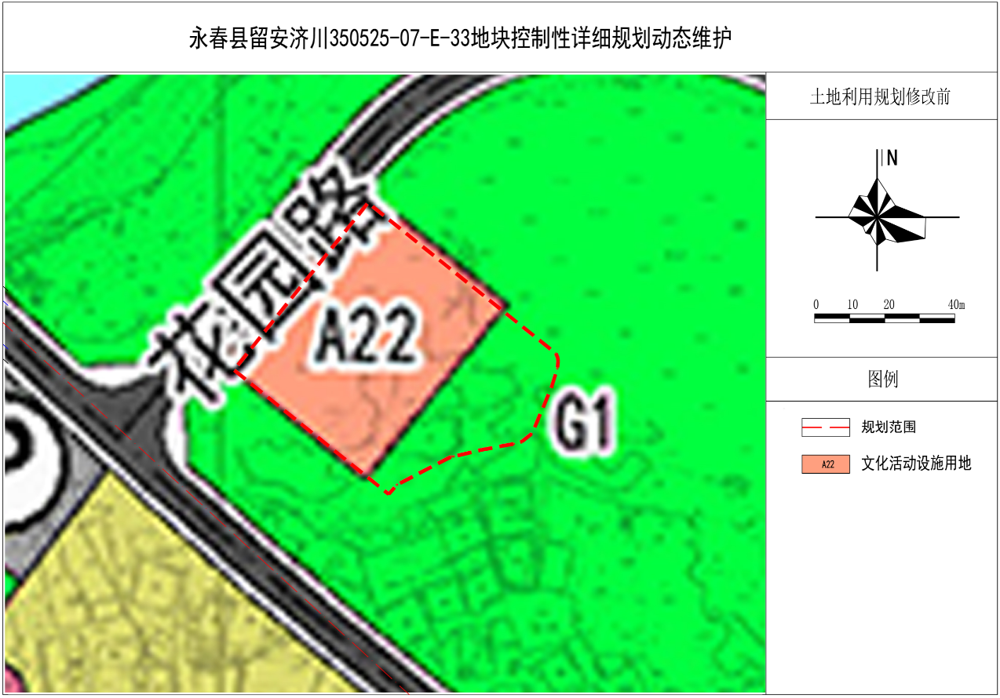 永春县留安济川350525-07-E-33地块控制性详细规划动态维护
土地利用规划修改前
N
0 10 20 40m
图例
规划范围
A22 文化活动设施用地
花园路
A22
G1